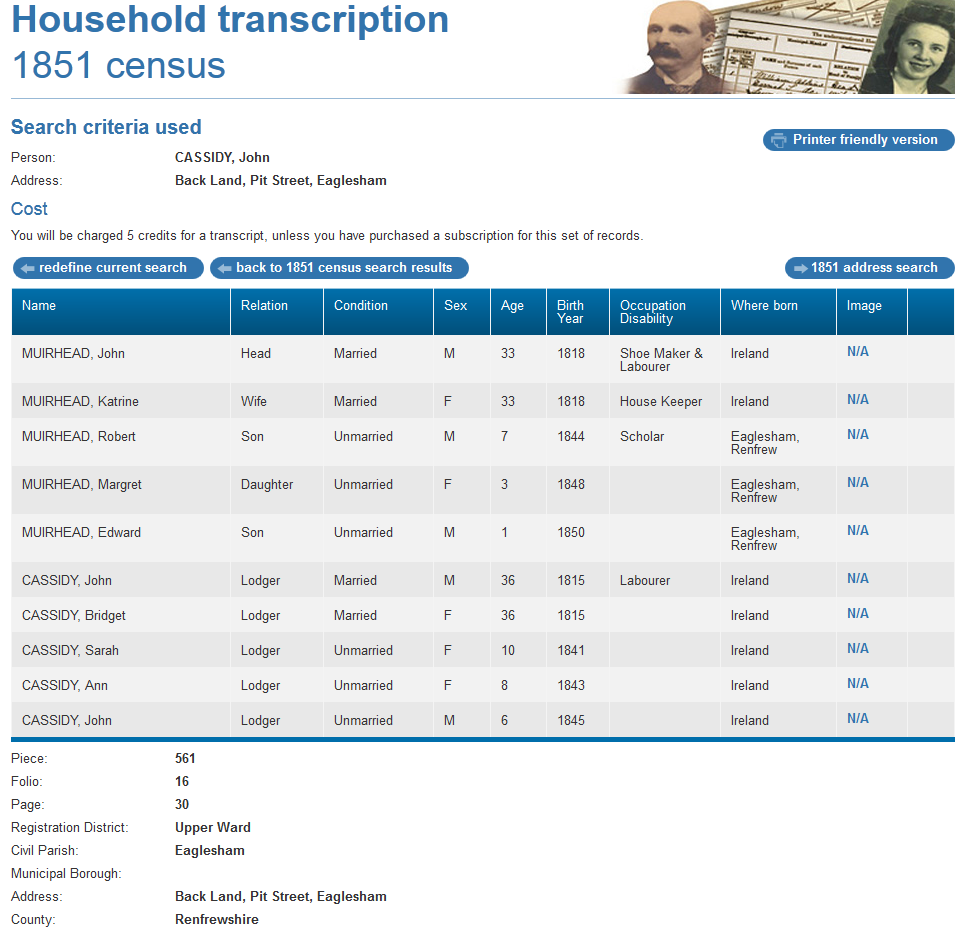 Household transcription
1851 census
Search criteria used
Printer friendly version
Person: CASSIDY, John
Address: Back Land, Pit Street, Eaglesham
Cost
You will be charged 5 credits for a transcript, unless you have purchased a subscription for this set of records.
redefine current search back to 1851 census search results 1851 address search
Name Relation Condition Sex Age Birth Year Occupation Disability Where born Image
MUIRHEAD, John Head Married M 33 1818 Shoe Maker & Labourer Ireland N/A
MUIRHEAD, Katrine Wife Married F 33 1818 House Keeper Ireland N/A
MUIRHEAD, Robert Son Unmarried M 7 1844 Scholar Eaglesham, Renfrew N/A
MUIRHEAD, Margret Daughter Unmarried F 3 1848 Eaglesham, Renfrew N/A
MUIRHEAD, Edward Son Unmarried M 1 1850 Eaglesham, Renfrew N/A
CASSIDY, John Lodger Married M 36 1815 Labourer Ireland N/A
CASSIDY, Bridget Lodger Married F 36 1815 Ireland N/A
CASSIDY, Sarah Lodger Unmarried F 10 1841 Ireland N/A
CASSIDY, Ann Lodger Unmarried F 8 1843 Ireland N/A
CASSIDY, John Lodger Unmarried M 6 1845 Ireland N/A
Piece: 561
Folio: 16
Page: 30
Registration District: Upper Ward
Civil Parish: Eaglesham
Municipal Borough:
Address: Back Land, Pit Street, Eaglesham
County: Renfrewshire